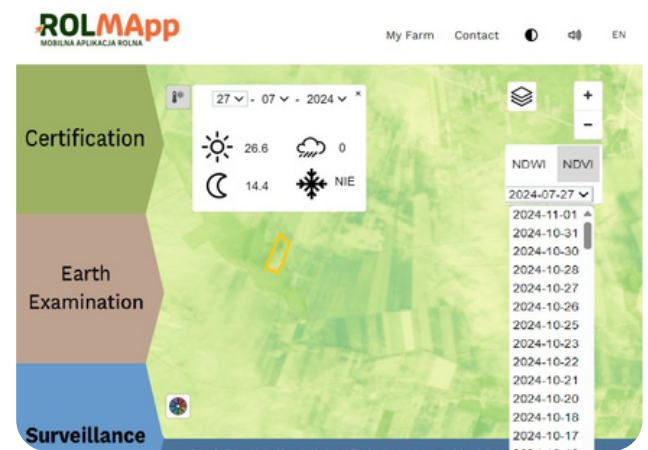 ROLMApp
MOBILNA APLIKACJA ROLNA
My Farm Contact EN
Certification
Earth
Examination
Surveillance
27 - 07 - 2024 ×
26.6 0
14.4 NIE
+
-
NDWI NDVI
2024-07-27
2024-11-01
2024-10-31
2024-10-30
2024-10-28
2024-10-27
2024-10-26
2024-10-25
2024-10-23
2024-10-22
2024-10-21
2024-10-20
2024-10-18
2024-10-17